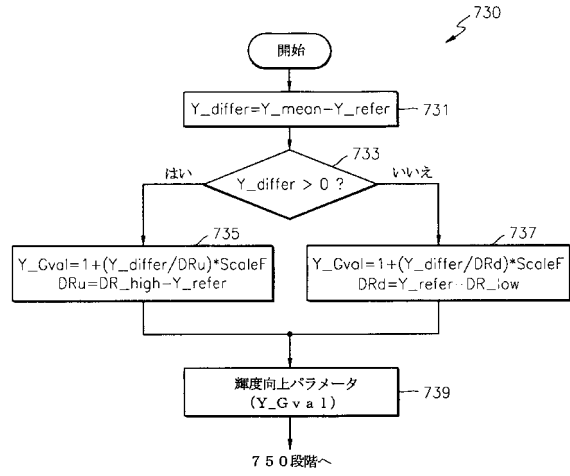 730
開始
Y_differ=Y_mean-Y_refer
731
733
はい
Y_differ > 0 ?
いいえ
735
737
Y_Gval=1+(Y_differ/DRu)*ScaleF
DRu=DR_high-Y_refer
Y_Gval=1+(Y_differ/DRd)*ScaleF
DRd=Y_refer-DR_low
輝度向上パラメータ
(Y_Gval)
739
750段階へ